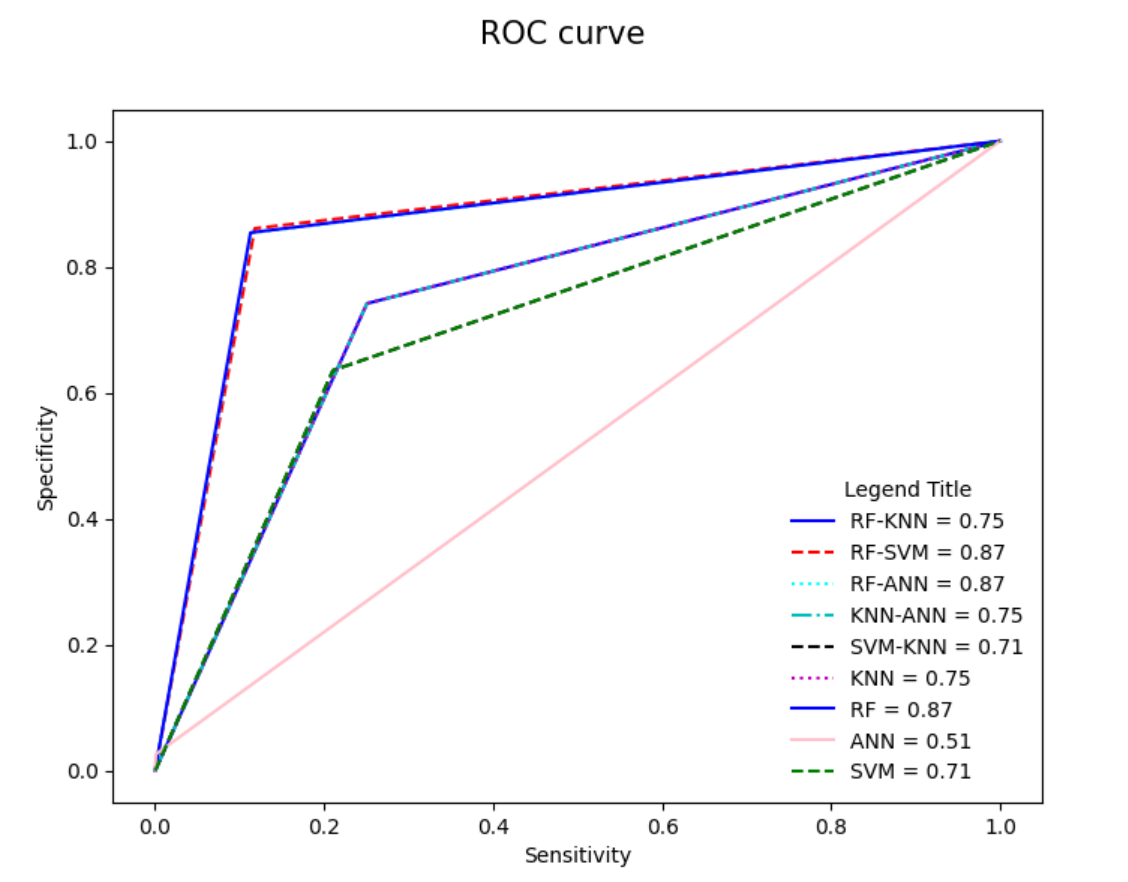 ROC curve
1.0
0.8
0.6
0.4
0.2
0.0
Specificity
Legend Title
RF-KNN = 0.75
RF-SVM = 0.87
RF-ANN = 0.87
KNN-ANN = 0.75
SVM-KNN = 0.71
KNN = 0.75
RF = 0.87
ANN = 0.51
SVM = 0.71
0.0 0.2 0.4 0.6 0.8 1.0
Sensitivity